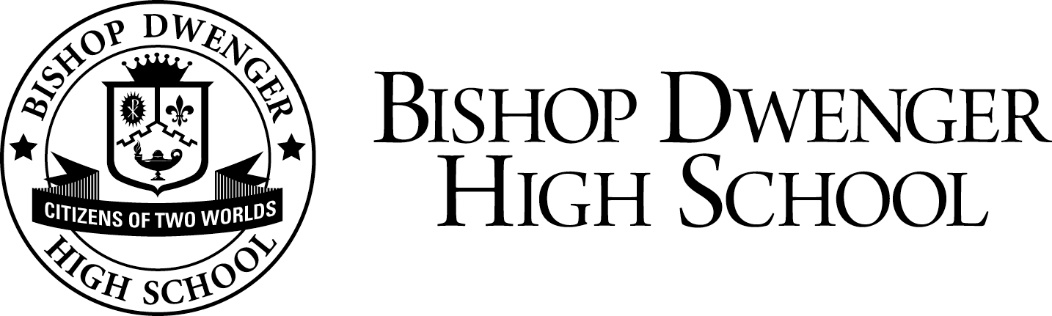 BISHOP DWENGER
CITIZENS OF TWO WORLDS
HIGH SCHOOL
BISHOP DWENGER
HIGH SCHOOL